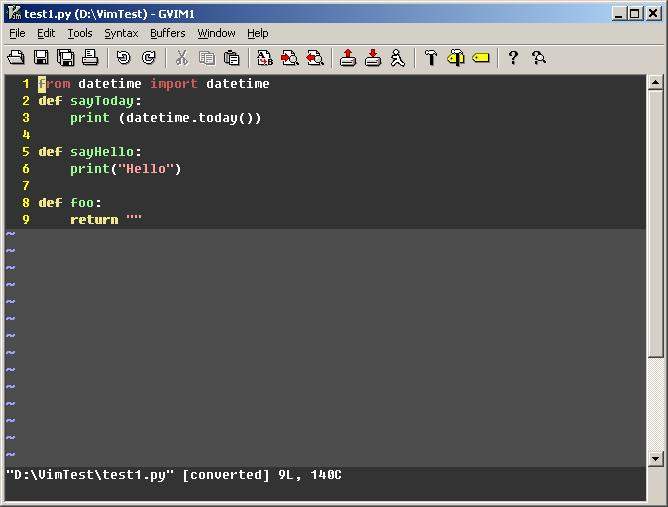 test1.py (D:\VimTest) - GVIM1
File Edit Tools Syntax Buffers Window Help
1 from datetime import datetime
2 def sayToday:
3     print (datetime.today())
4
5 def sayHello:
6     print("Hello")
7
8 def foo:
9     return ""
~
~
~
~
~
~
~
~
~
~
~
~
~
~
"D:\VimTest\test1.py" [converted] 9L, 140C